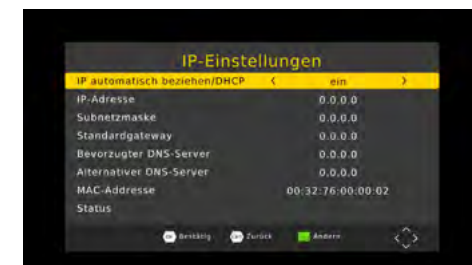 IP-Einstellungen
IP automatisch beziehen/DHCP < ein >
IP-Adresse 0.0.0.0
Subnetzmaske 0.0.0.0
Standardgateway 0.0.0.0
Bevorzugter DNS-Server 0.0.0.0
Alternativer DNS-Server 0.0.0.0
MAC-Addresse 00:32:76:00:00:02
Status
Bestätig Zurück Ändern